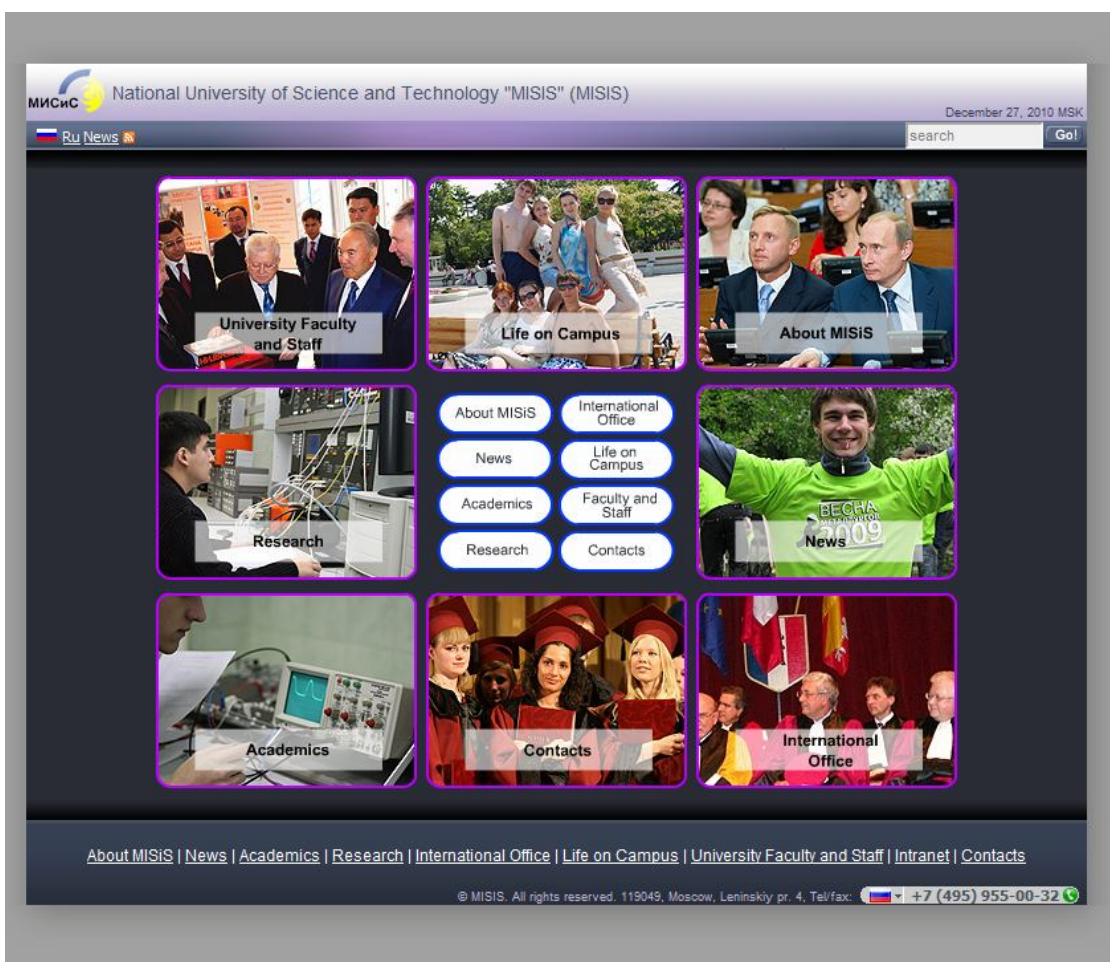 МИСиС
National University of Science and Technology "MISIS" (MISIS)
December 27, 2010 MSK
Ru News
search
Go!
University Faculty
and Staff
Life on Campus
About MISiS
Research
About MISiS
International
Office
News
Life on
Campus
Academics
Faculty and
Staff
Research
Contacts
ВЕСНА
МЕТАЛЛУРГОВ
2009
News
Academics
Contacts
International
Office
About MISiS | News | Academics | Research | International Office | Life on Campus | University Faculty and Staff | Intranet | Contacts
© MISIS. All rights reserved. 119049, Moscow, Leninskiy pr. 4, Tel/fax: +7 (495) 955-00-32